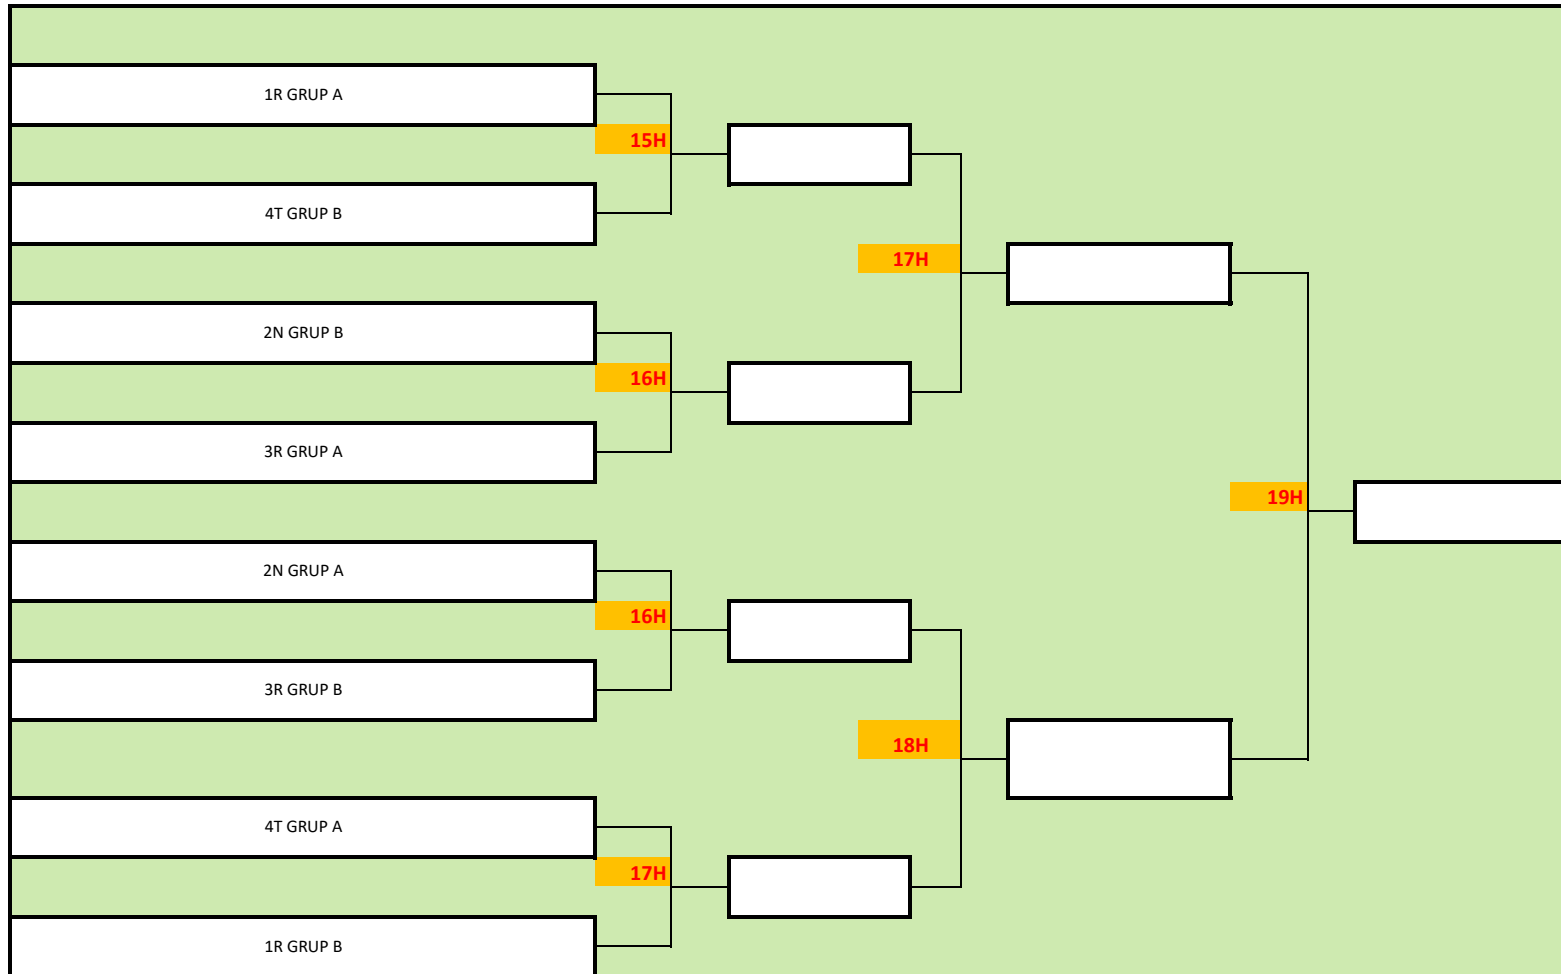 1R GRUP A
15H
4T GRUP B
17H
2N GRUP B
16H
3R GRUP A
19H
2N GRUP A
16H
3R GRUP B
18H
4T GRUP A
17H
1R GRUP B